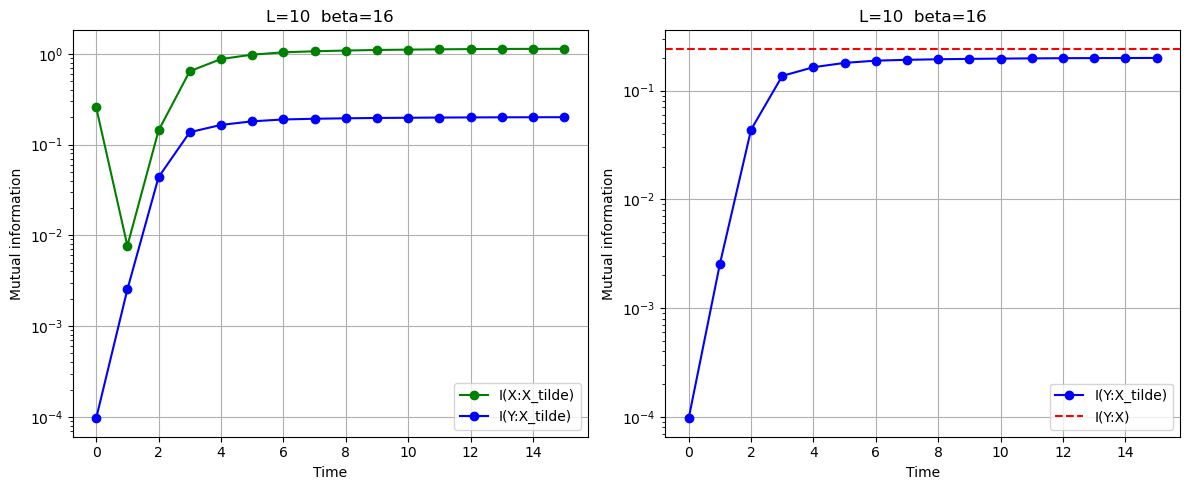 L=10  beta=16
Mutual information
10^0
10^-1
10^-2
10^-3
10^-4
0 2 4 6 8 10 12 14
Time
I(X:X_tilde)
I(Y:X_tilde)
L=10  beta=16
Mutual information
10^-1
10^-2
10^-3
10^-4
0 2 4 6 8 10 12 14
Time
I(Y:X_tilde)
I(Y:X)